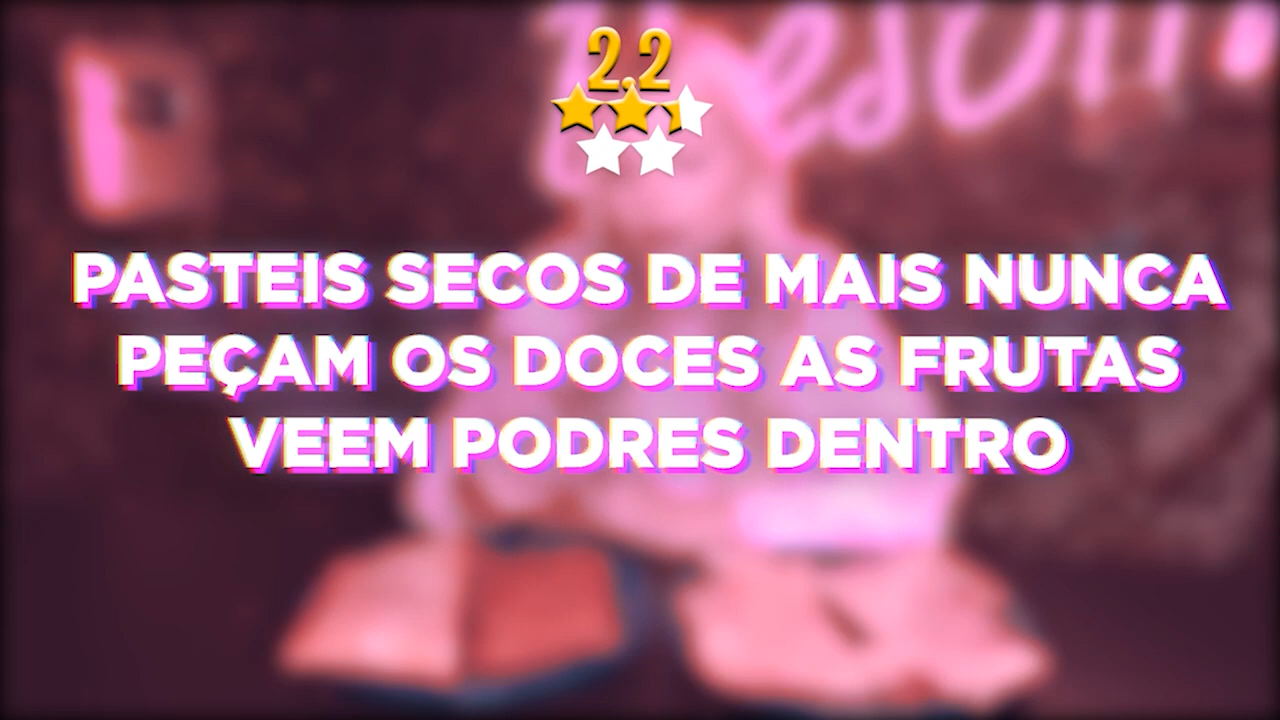 2.2
PASTEIS SECOS DE MAIS NUNCA
PEÇAM OS DOCES AS FRUTAS
VEEM PODRES DENTRO